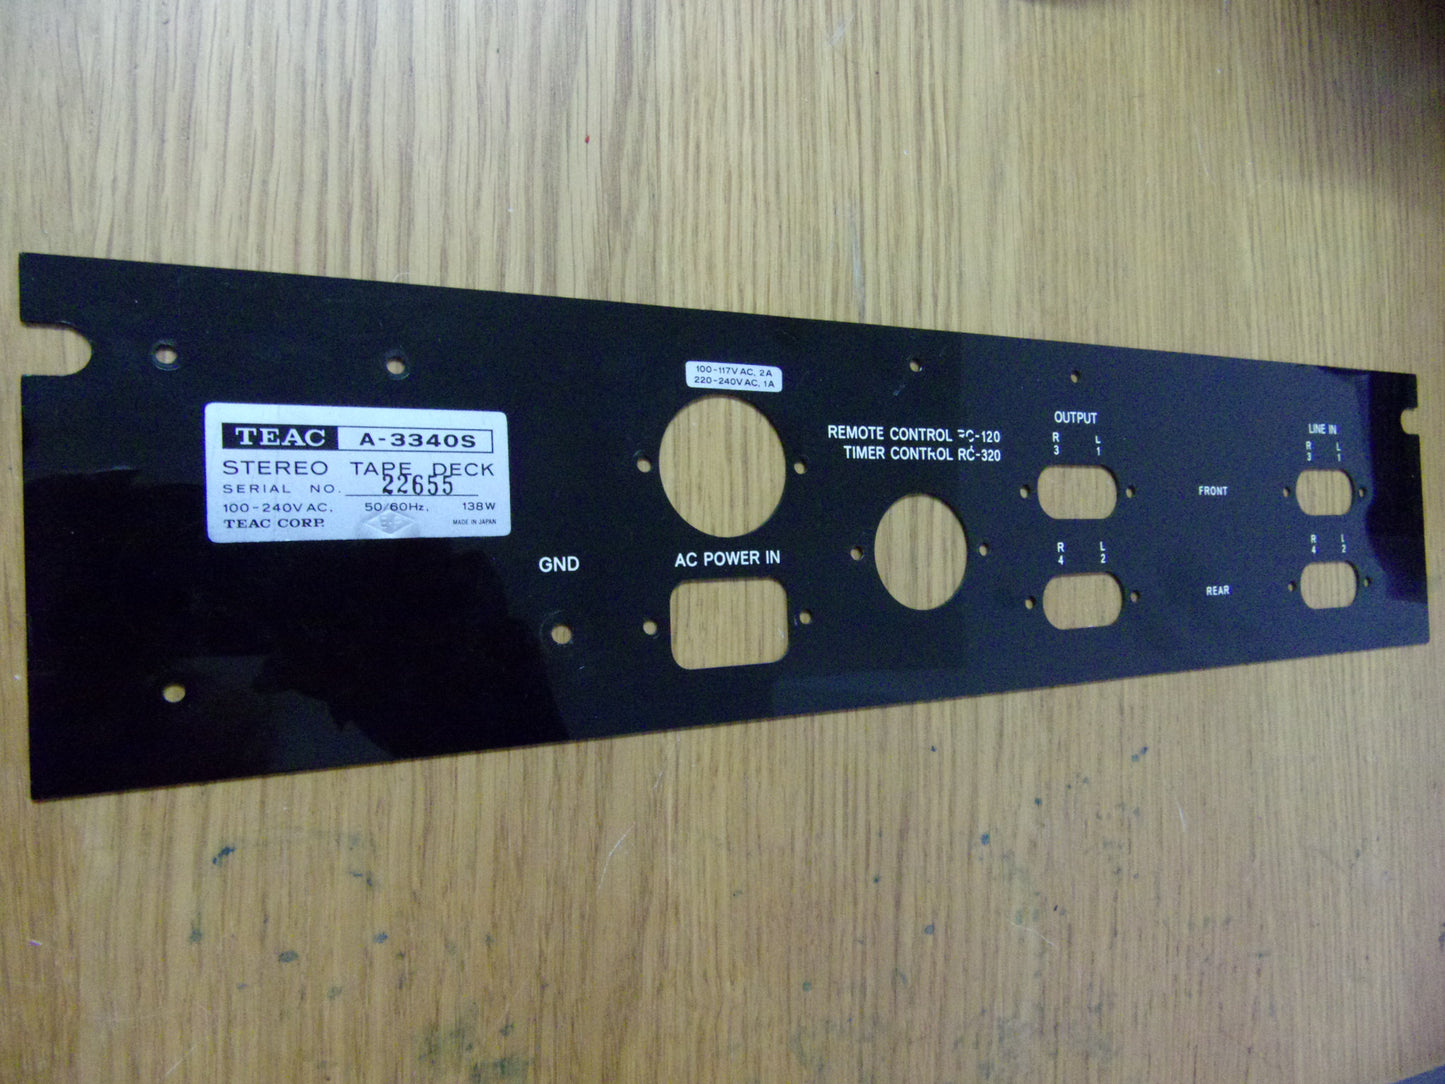 TEAC A-3340S
STEREO TAPE DECK
SERIAL NO. 22655
100-240V AC, 50/60Hz, 138W
TEAC CORP. MADE IN JAPAN
GND
100-117V AC, 2A
220-240V AC, 1A
AC POWER IN
REMOTE CONTROL RC-120
TIMER CONTROL RC-320
OUTPUT
R L
3 1
R L
4 2
FRONT
REAR
LINE IN
R L
3 1
R L
4 2